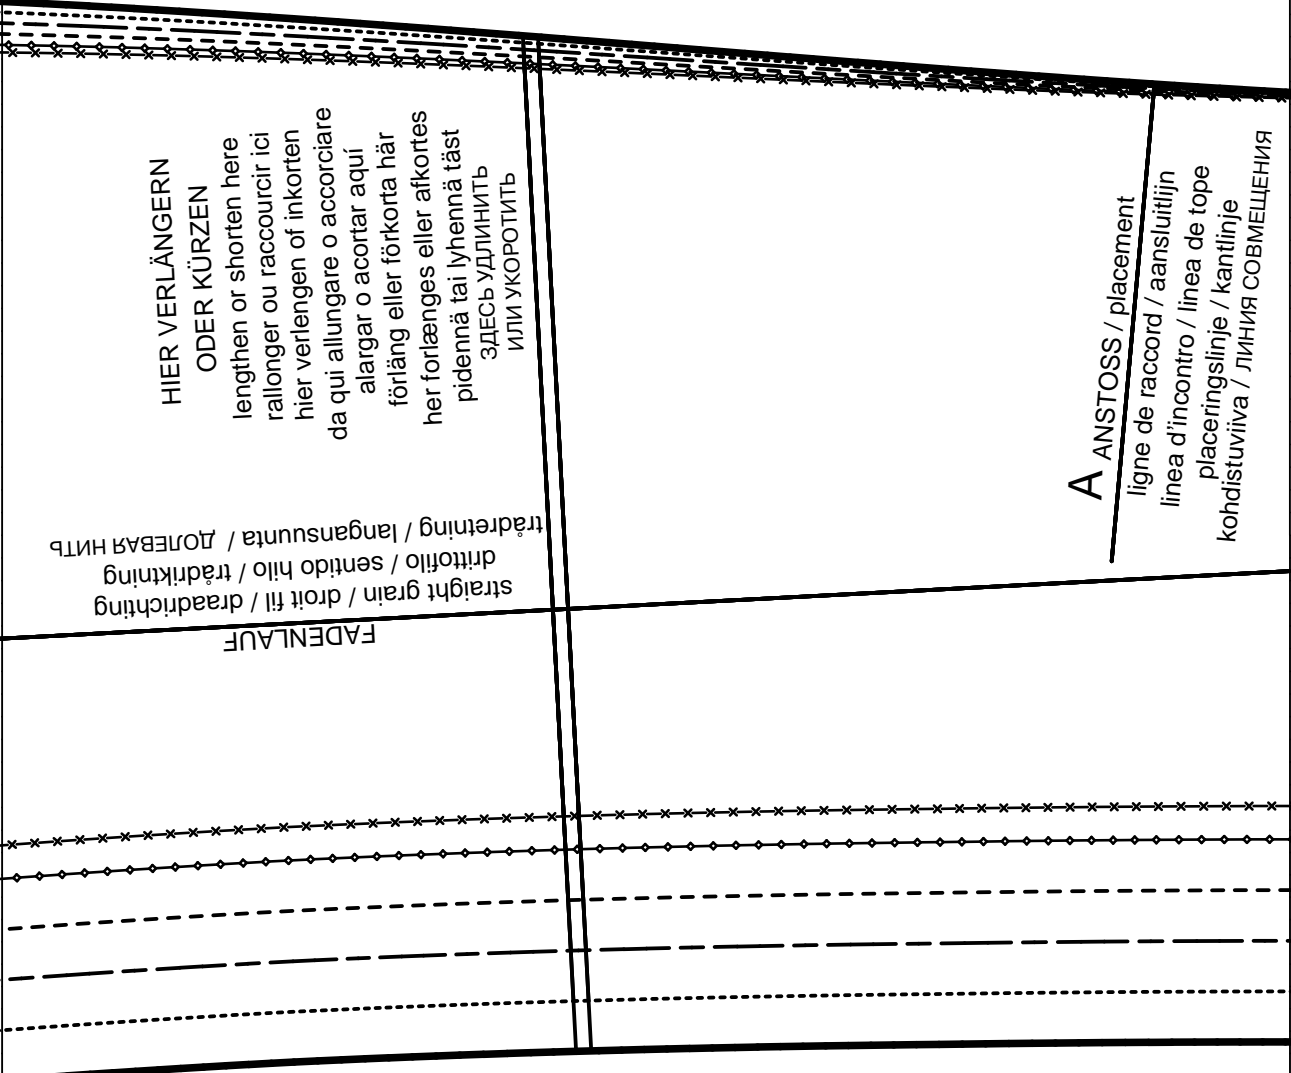 HIER VERLÄNGERN
ODER KÜRZEN
lengthen or shorten here
rallonger ou raccourcir ici
hier verlengen of inkorten
da qui allungare o accorciare
alargar o acortar aquí
förläng eller förkorta här
her forlænges eller afkortes
pidennä tai lyhennä täst
ЗДЕСЬ УДЛИНИТЬ
ИЛИ УКОРОТИТЬ
FADENLAUF
straight grain / droit fil / draadrichting
drittofilo / sentido hilo / trådriktning
trådretning / langansuunta / ДОЛЕВАЯ НИТЬ
A ANSTOSS / placement
ligne de raccord / aansluitlijn
linea d'incontro / linea de tope
placeringslinje / kantlinje
kohdistuviiva / ЛИНИЯ СОВМЕЩЕНИЯ